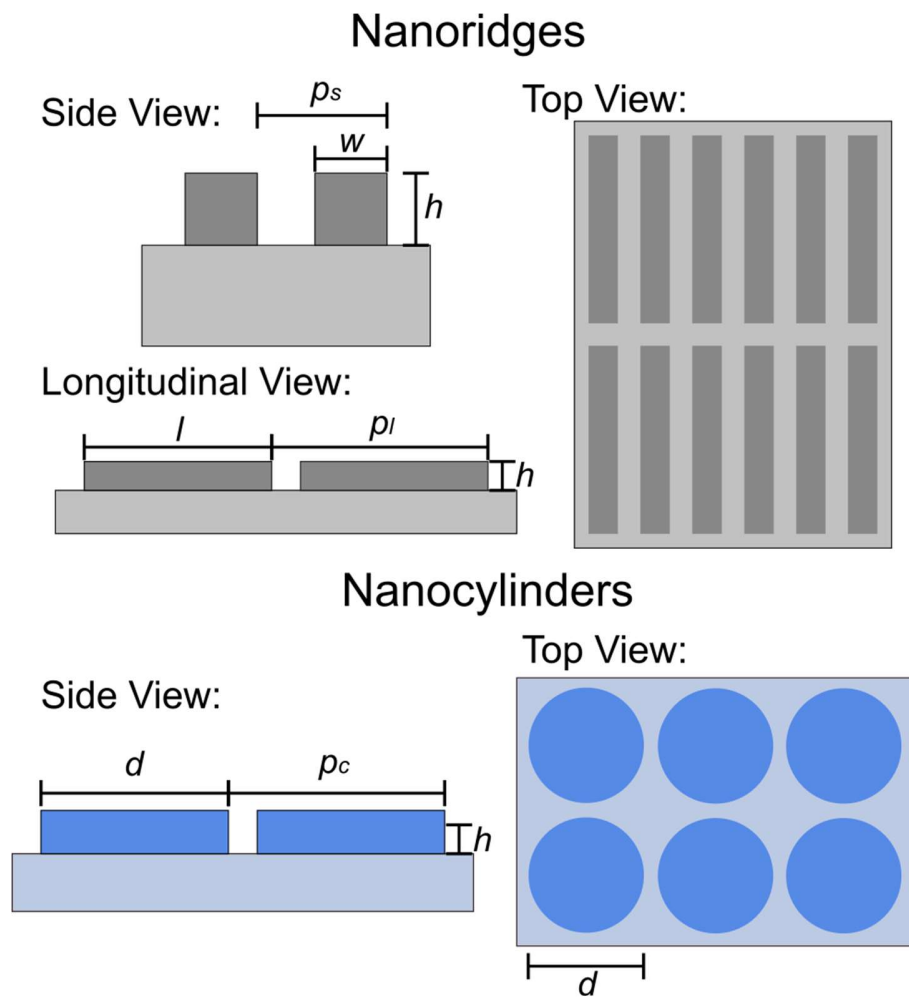 Nanoridges
Side View:
ps
w
h
Top View:
Longitudinal View:
l
pl
h
Nanocylinders
Side View:
d
pc
h
Top View:
d